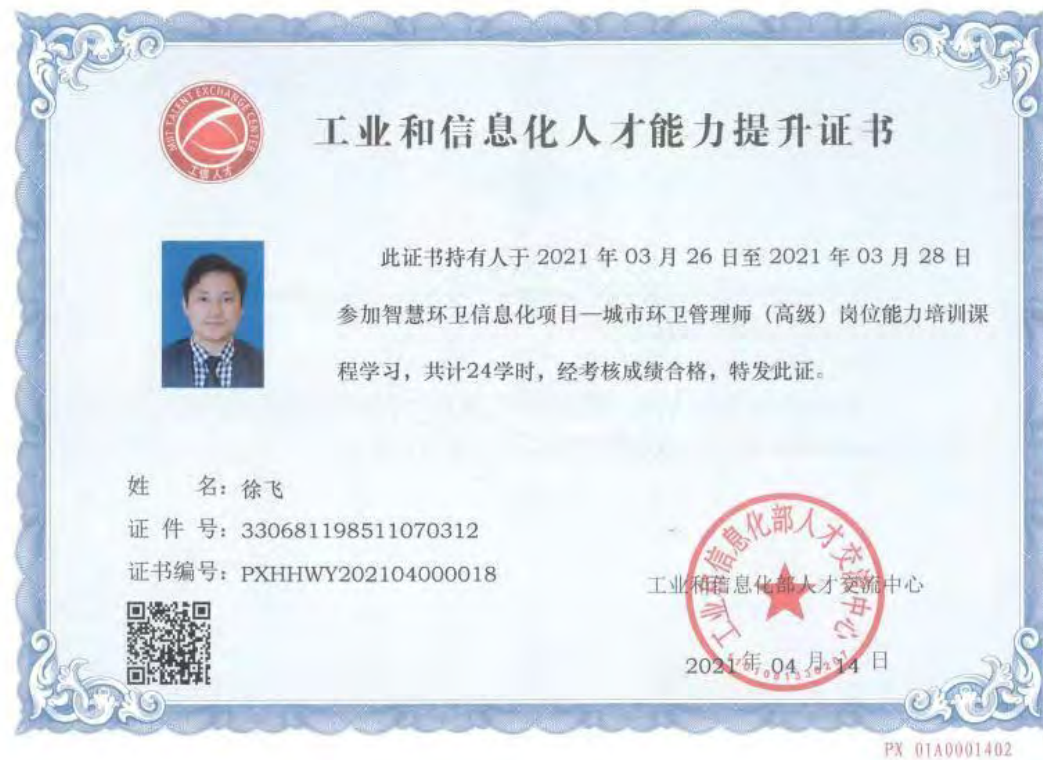 MIIT TALENT EXCHANGE CENTER
工信人才
工业和信息化人才能力提升证书
此证书持有人于 2021 年 03 月 26 日至 2021 年 03 月 28 日
参加智慧环卫信息化项目—城市环卫管理师（高级）岗位能力培训课
程学习，共计24学时，经考核成绩合格，特发此证。
姓 名：徐飞
证 件 号：330681198511070312
证书编号：PXHHWY202104000018
工业和信息化部人才交流中心
工业和信息化部人才交流中心
2021 年 04 月 14 日
PX 01A0001402